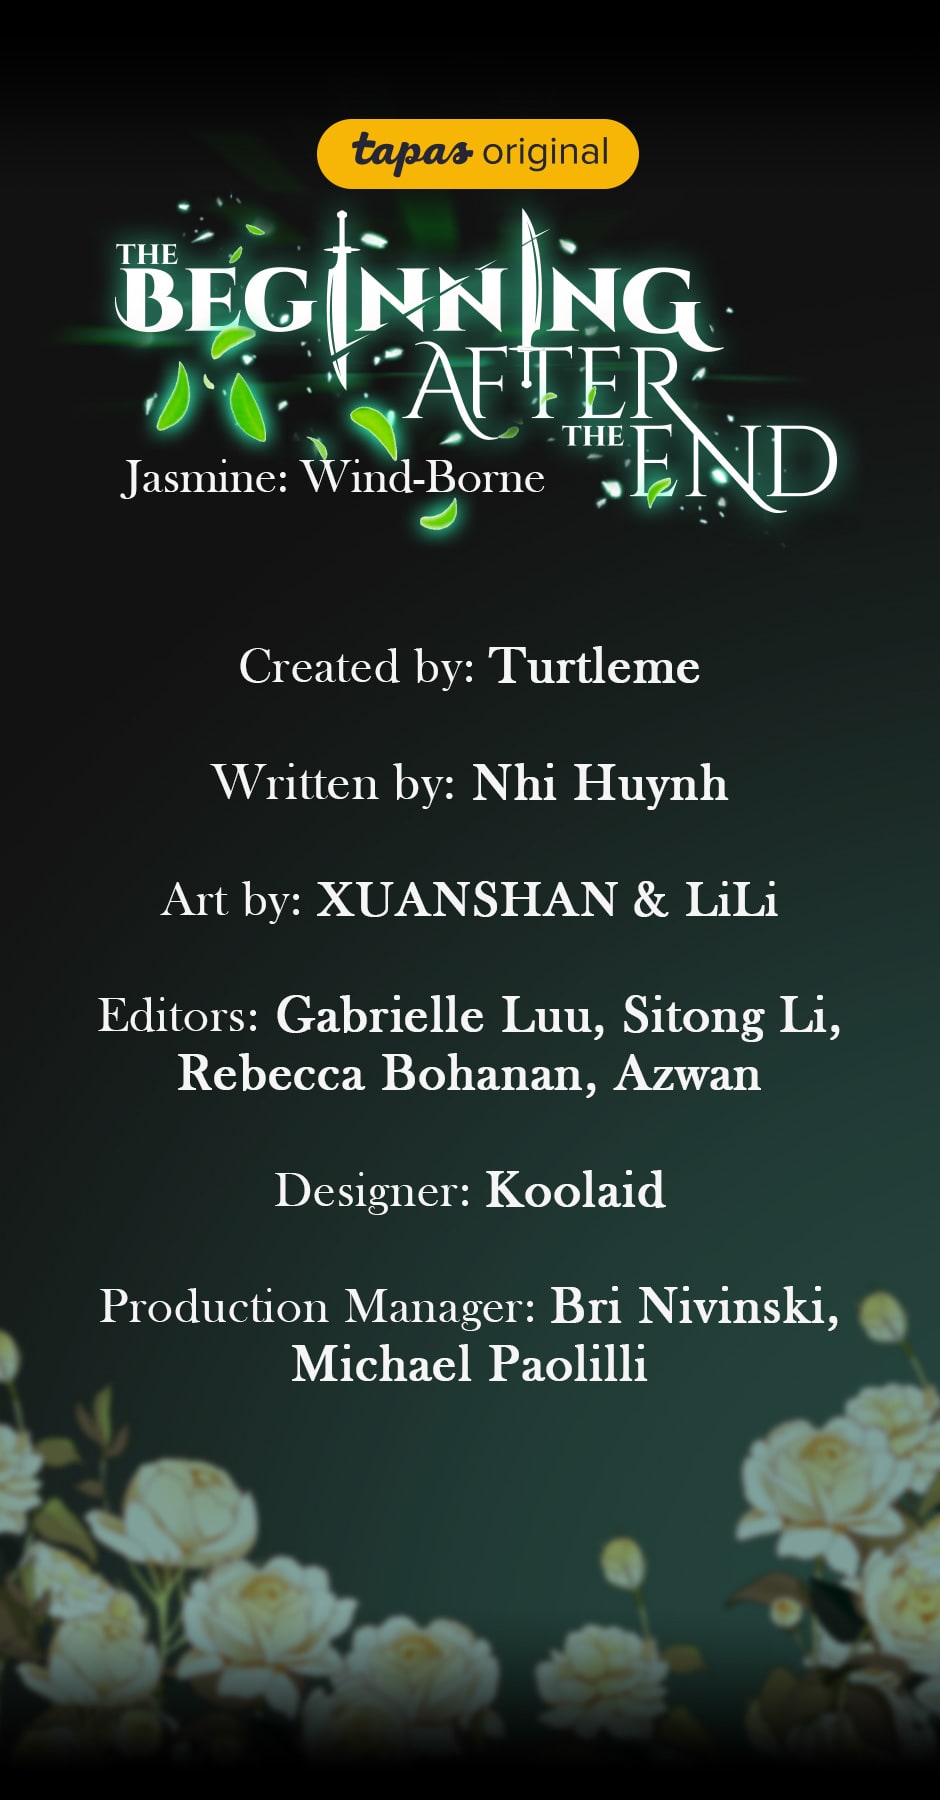 tapas original
THE
BEGINNING
AFTER
THE END
Jasmine: Wind-Borne
Created by: Turtleme
Written by: Nhi Huynh
Art by: XUANSHAN & LiLi
Editors: Gabrielle Luu, Sitong Li,
Rebecca Bohanan, Azwan
Designer: Koolaid
Production Manager: Bri Nivinski,
Michael Paolilli